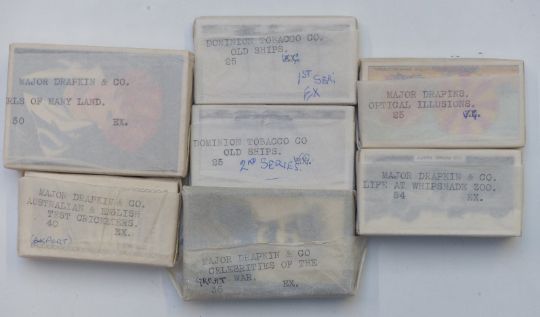 MAJOR DRAPKIN & CO.
RLS OF MANY LAND.
50 EX.
DOMINION TOBACCO CO.
OLD SHIPS.
25 V.G.
1ST SER.
EX
MAJOR DRAPINS.
OPTICAL ILLUSIONS.
25 V.G.
DOMINION TOBACCO CO
OLD SHIPS.
25 2ND SERIES V.G.
MAJOR DRAPKIN & CO.
LIFE AT WHIPSNADE ZOO.
54 EX.
MAJOR DRAPKIN & CO.
AUSTRALIAN & ENGLISH
TEST CRICKETERS.
40 EX.
(EXPORT)
MAJOR DRAPKIN & CO
CELEBRITIES OF THE
GREAT WAR.
36 EX.